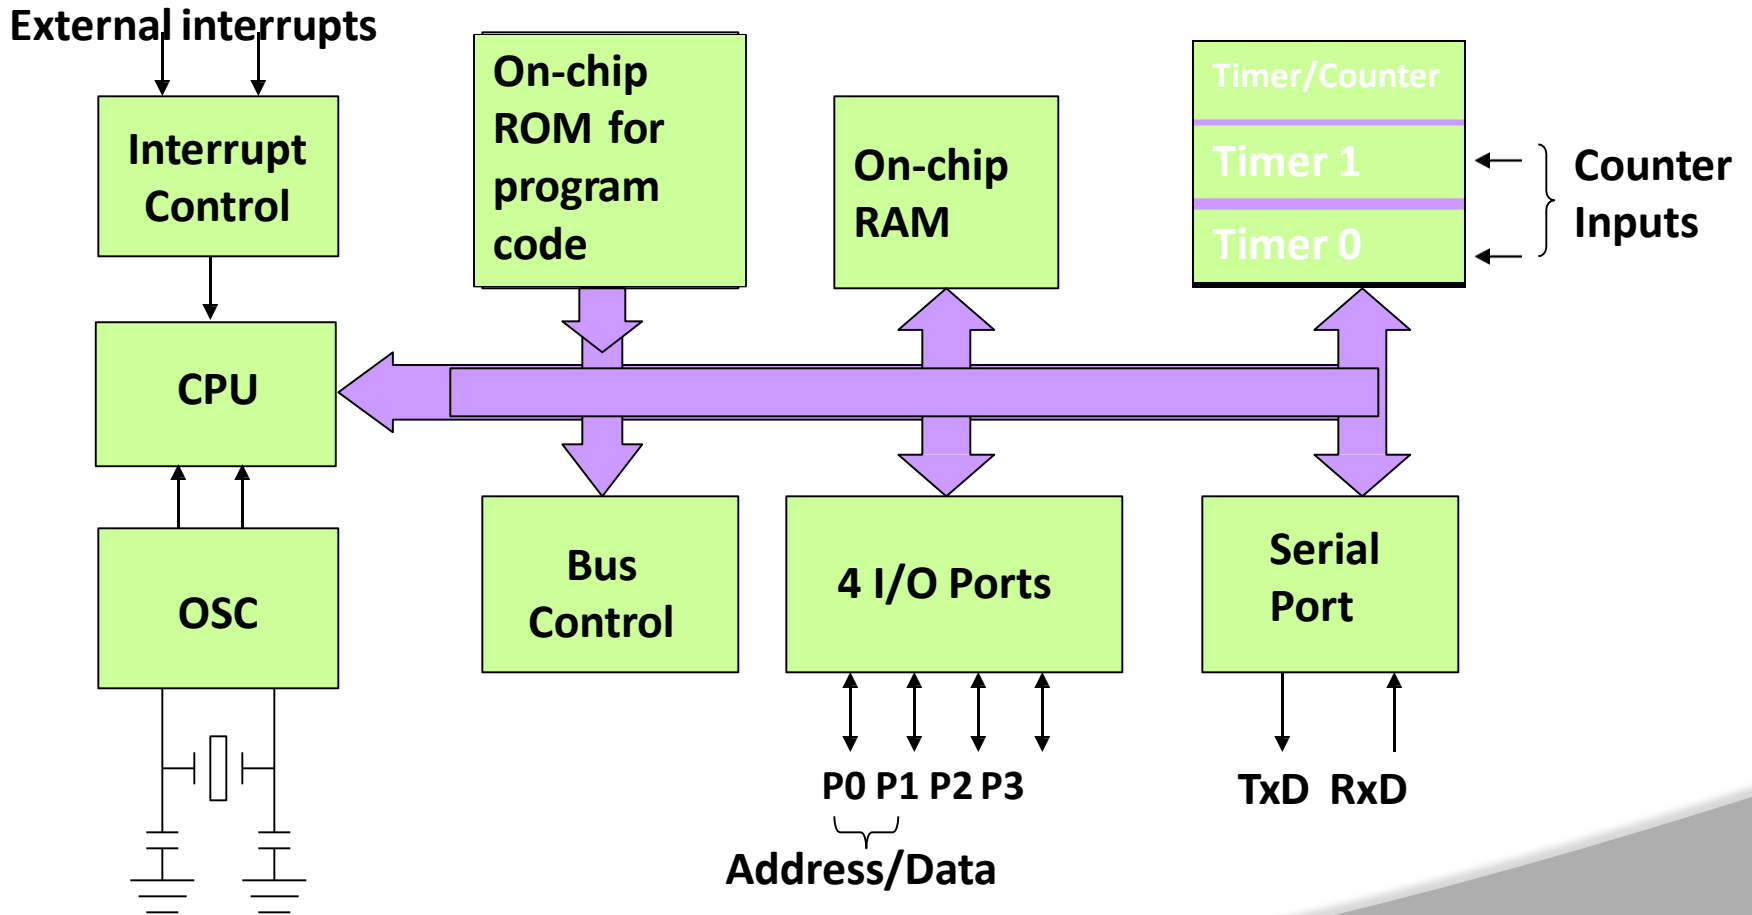 External interrupts
On-chip
ROM for
program
code
Interrupt
Control
On-chip
RAM
Timer/Counter
Timer 1
Timer 0
Counter
Inputs
CPU
OSC
Bus
Control
4 I/O Ports
Serial
Port
P0 P1 P2 P3
Address/Data
TxD RxD